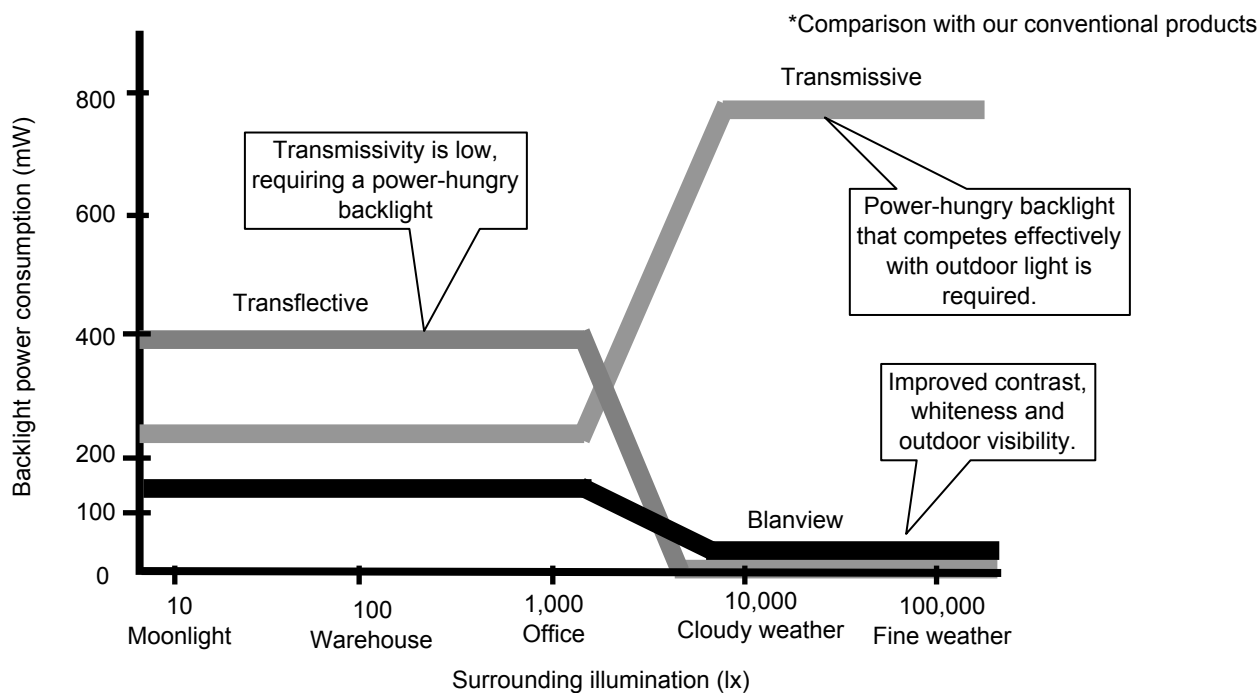 *Comparison with our conventional products
Transmissive
800
Transmissivity is low,
requiring a power-hungry
backlight
600
Power-hungry backlight
that competes effectively
with outdoor light is
required.
Transflective
400
Improved contrast,
whiteness and
outdoor visibility.
200
100
Blanview
0
Backlight power consumption (mW)
10
100
1,000
10,000
100,000
Moonlight
Warehouse
Office
Cloudy weather
Fine weather
Surrounding illumination (lx)